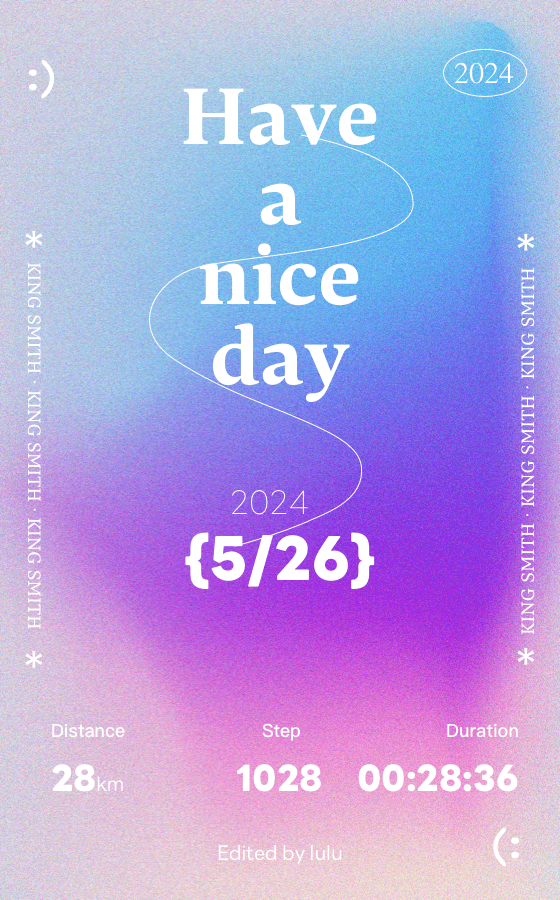 :)
2024
Have
a
nice
day
* KING SMITH · KING SMITH · KING SMITH *
* KING SMITH · KING SMITH · KING SMITH *
2024
{5/26}
Distance Step Duration
28km 1028 00:28:36
Edited by lulu
(: